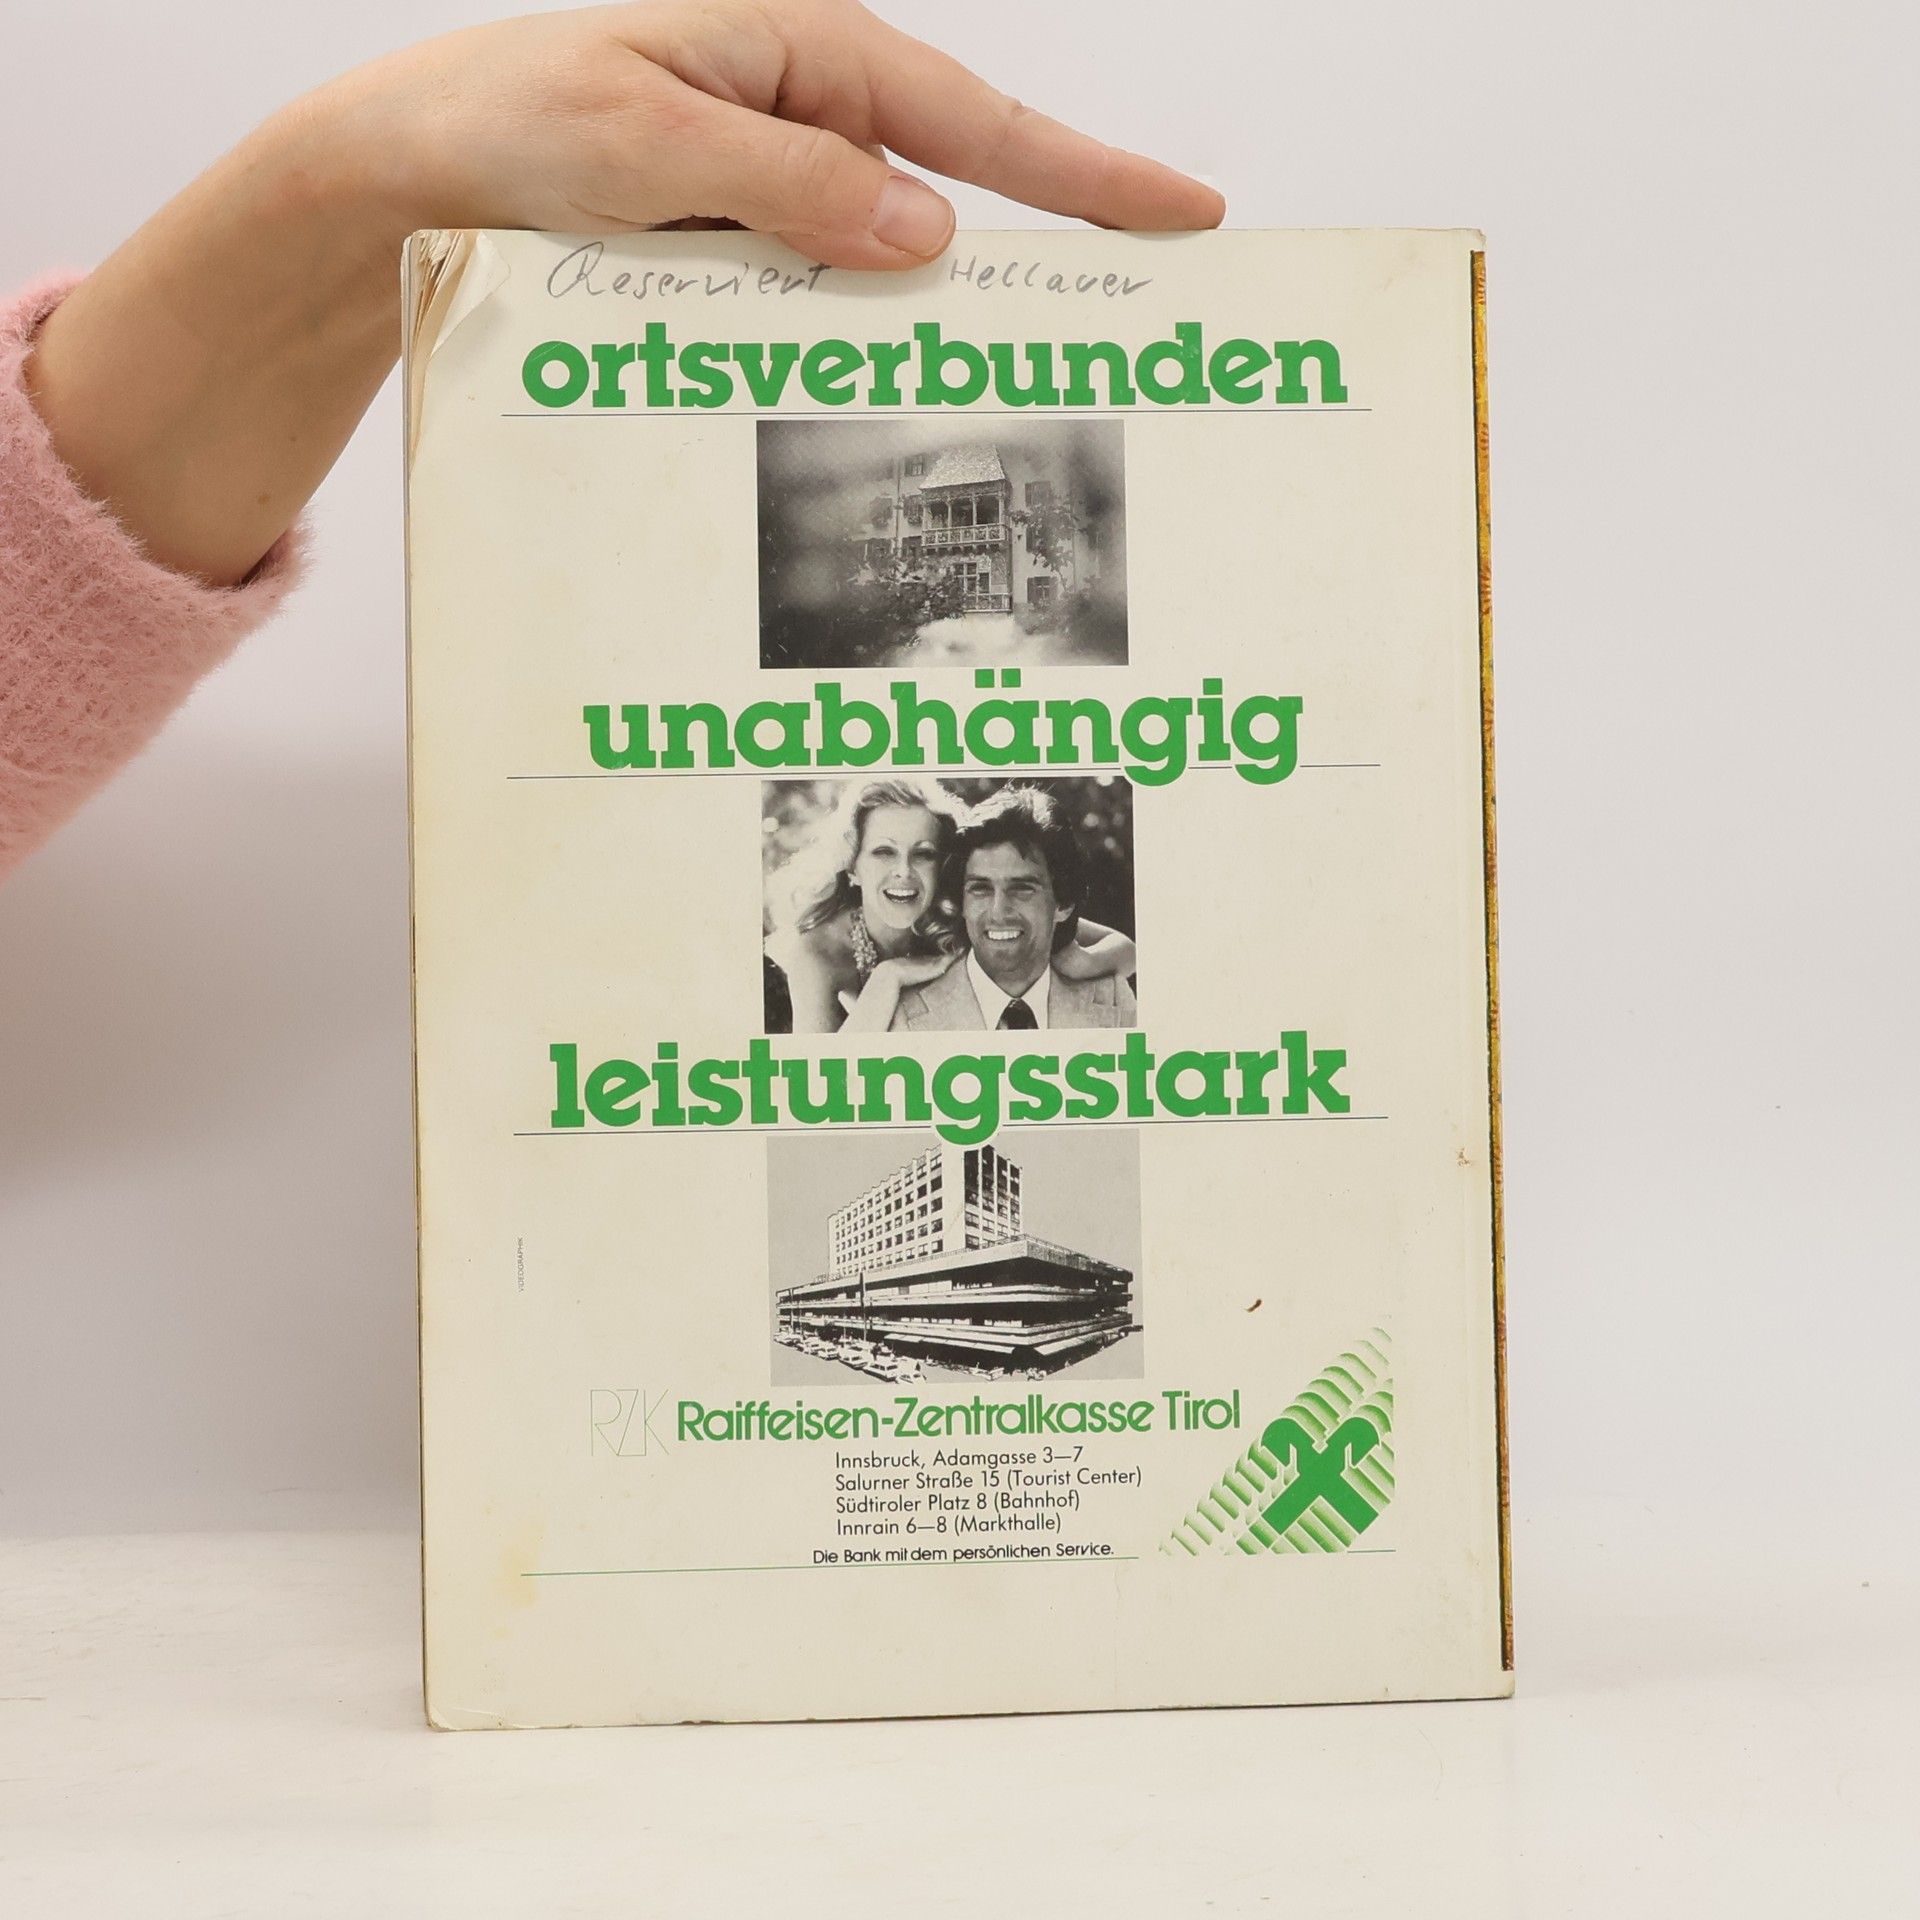 Reserviert Hellauer
ortsverbunden
unabhängig
leistungsstark
VIDEOGRAPHIK
RZK Raiffeisen-Zentralkasse Tirol
Innsbruck, Adamgasse 3—7
Salurner Straße 15 (Tourist Center)
Südtiroler Platz 8 (Bahnhof)
Innrain 6—8 (Markthalle)
Die Bank mit dem persönlichen Service.